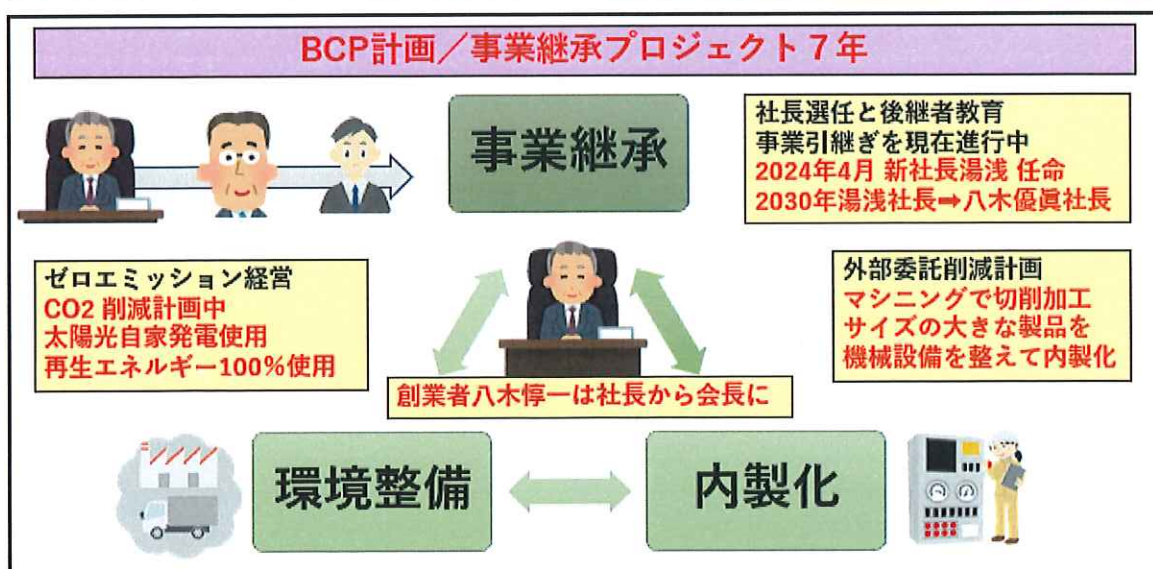 BCP計画／事業継承プロジェクト７年
事業継承
社長選任と後継者教育
事業引継ぎを現在進行中
2024年4月 新社長湯浅 任命
2030年湯浅社長➡八木優眞社長
ゼロエミッション経営
CO2 削減計画中
太陽光自家発電使用
再生エネルギー100％使用
外部委託削減計画
マシニングで切削加工
サイズの大きな製品を
機械設備を整えて内製化
創業者八木惇一は社長から会長に
環境整備
内製化